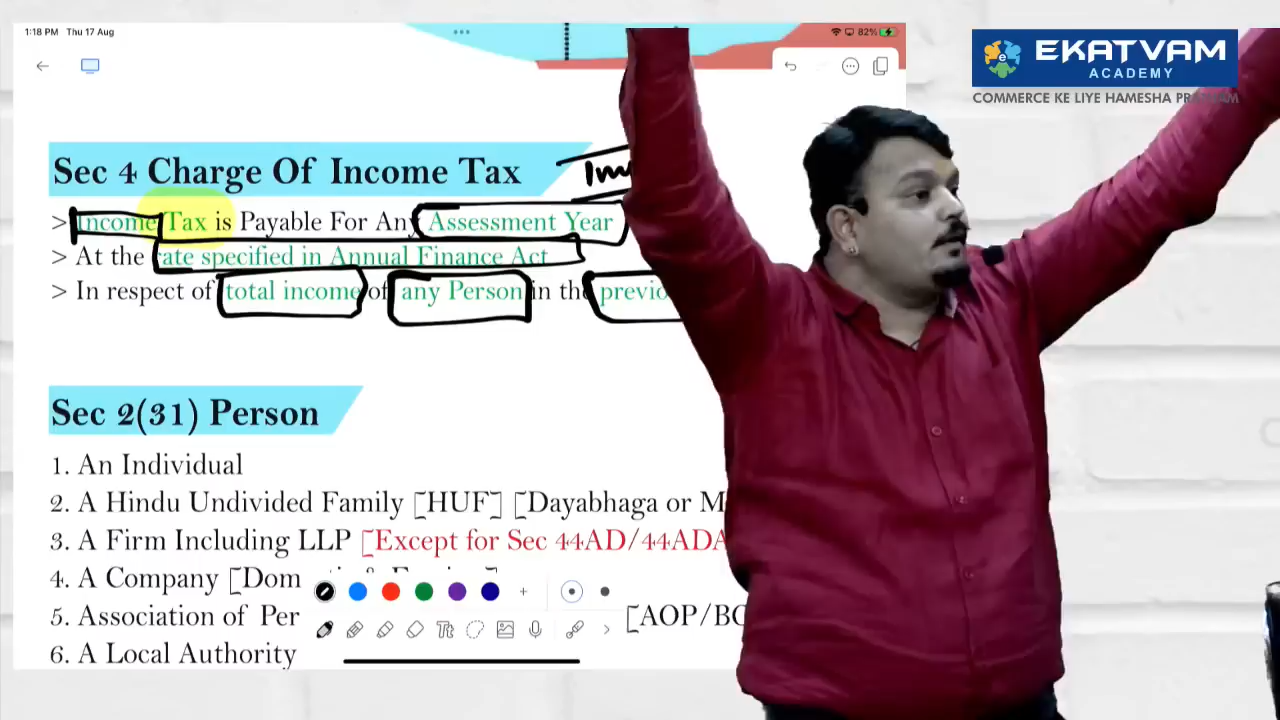 1:18 PM Thu 17 Aug
82%
EKATVAM
ACADEMY
COMMERCE KE LIYE HAMESHA
Sec 4 Charge Of Income Tax
> Income Tax is Payable For Any Assessment Year
> At the rate specified in Annual Finance Act
> In respect of total income of any Person in the previo
Sec 2(31) Person
1. An Individual
2. A Hindu Undivided Family [HUF] [Dayabhaga or M
3. A Firm Including LLP [Except for Sec 44AD/44ADA
4. A Company [Dom
5. Association of Per [AOP/BO
6. A Local Authority